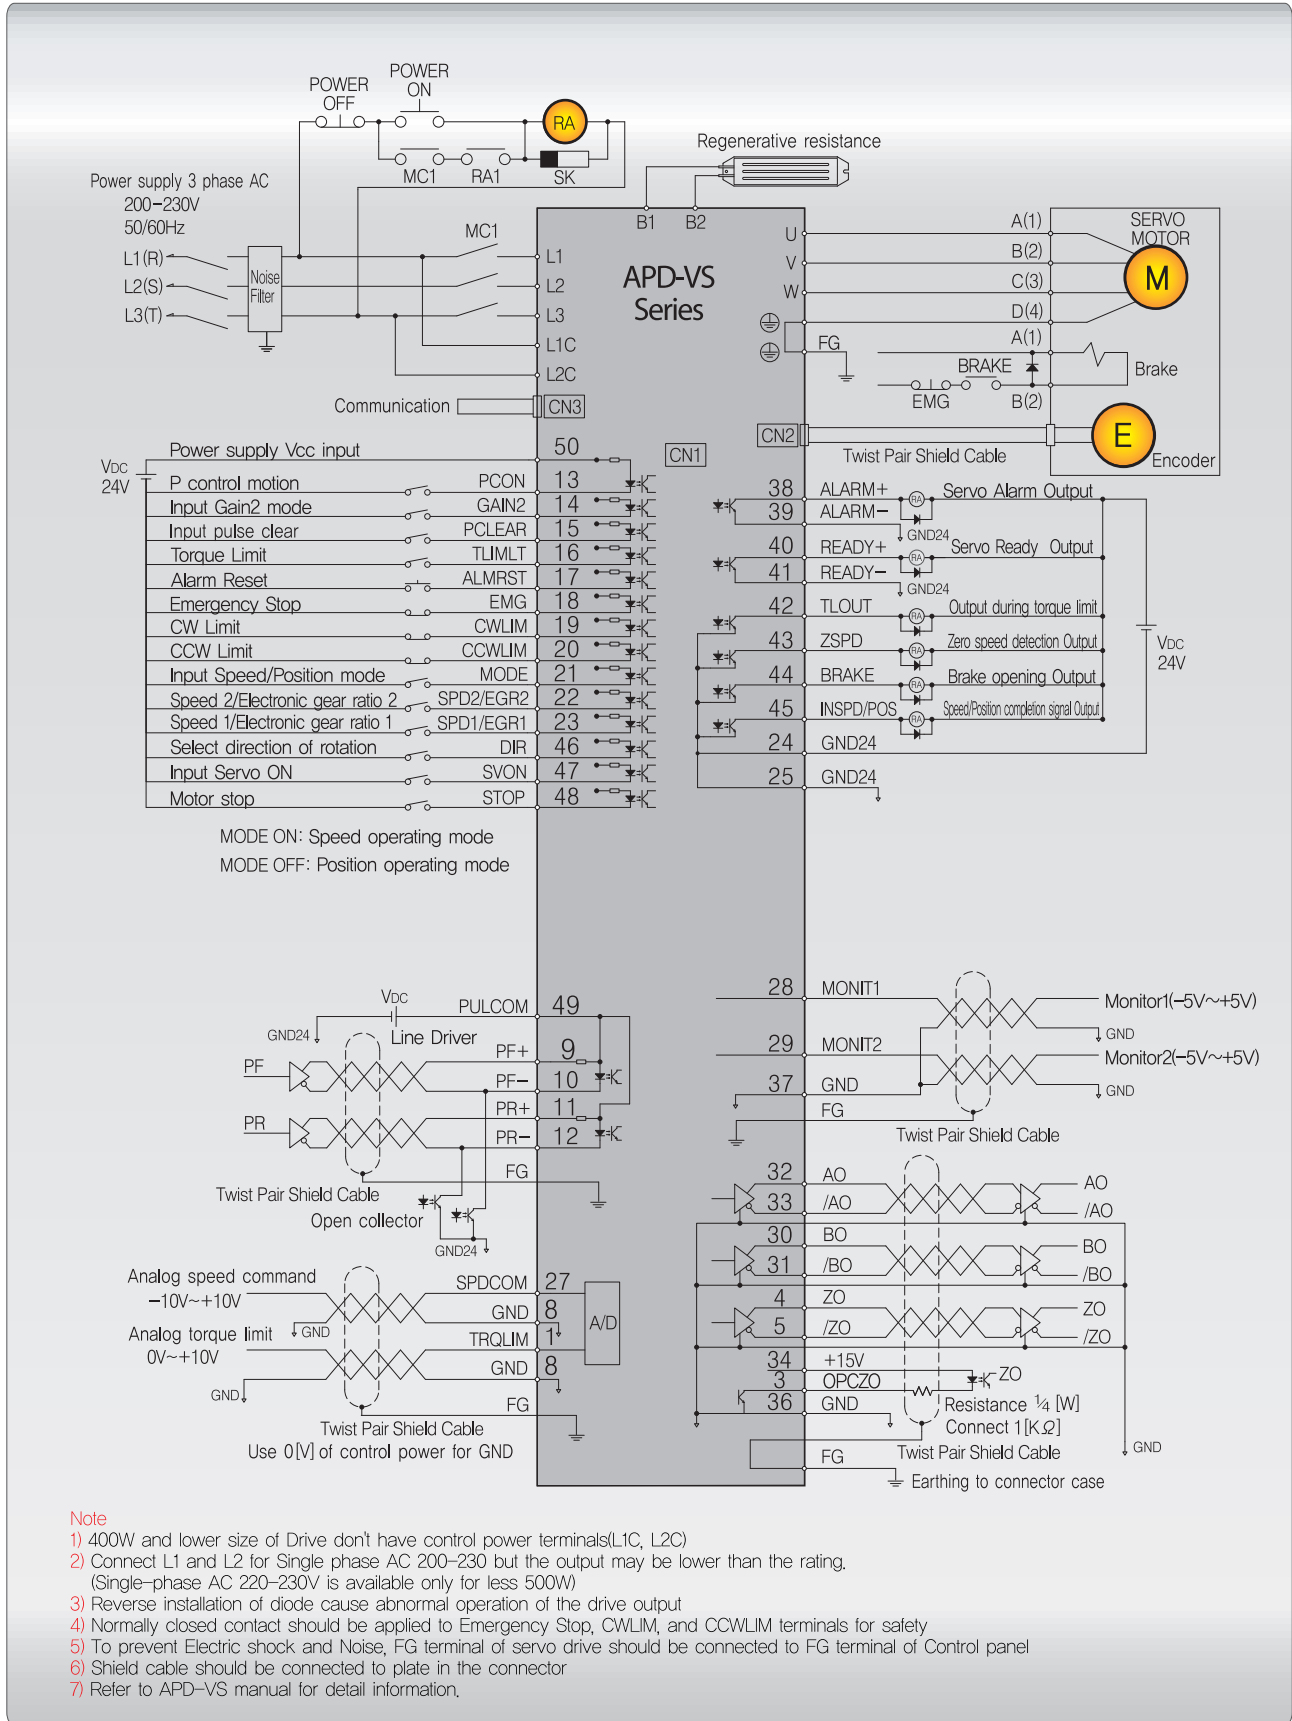 POWER OFF
POWER ON
RA
MC1
RA1
SK
Regenerative resistance
Power supply 3 phase AC
200-230V
50/60Hz
L1(R)
L2(S)
L3(T)
Noise Filter
MC1
L1
L2
L3
L1C
L2C
B1
B2
APD-VS
Series
U
V
W
FG
A(1)
B(2)
C(3)
D(4)
SERVO MOTOR
M
A(1)
BRAKE
EMG
B(2)
Brake
Communication
CN3
CN2
E
Encoder
Twist Pair Shield Cable
CN1
VDC
24V
Power supply Vcc input 50
P control motion PCON 13
Input Gain2 mode GAIN2 14
Input pulse clear PCLEAR 15
Torque Limit TLIMLT 16
Alarm Reset ALMRST 17
Emergency Stop EMG 18
CW Limit CWLIM 19
CCW Limit CCWLIM 20
Input Speed/Position mode MODE 21
Speed 2/Electronic gear ratio 2 SPD2/EGR2 22
Speed 1/Electronic gear ratio 1 SPD1/EGR1 23
Select direction of rotation DIR 46
Input Servo ON SVON 47
Motor stop STOP 48
MODE ON: Speed operating mode
MODE OFF: Position operating mode
38 ALARM+ RA Servo Alarm Output
39 ALARM-
GND24
40 READY+ RA Servo Ready Output
41 READY-
GND24
42 TLOUT RA Output during torque limit
43 ZSPD RA Zero speed detection Output
44 BRAKE RA Brake opening Output
45 INSPD/POS RA Speed/Position completion signal Output
24 GND24
25 GND24
VDC
24V
VDC
PULCOM 49
GND24
Line Driver
PF
PF+ 9
PF- 10
PR
PR+ 11
PR- 12
FG
Twist Pair Shield Cable
Open collector
GND24
Analog speed command
-10V~+10V
SPDCOM 27
GND 8
GND
Analog torque limit
0V~+10V
TRQLIM 1
GND 8
GND
A/D
FG
Twist Pair Shield Cable
Use 0[V] of control power for GND
28 MONIT1
Monitor1(-5V~+5V)
GND
29 MONIT2
Monitor2(-5V~+5V)
GND
37 GND
FG
Twist Pair Shield Cable
32 AO AO
33 /AO /AO
30 BO BO
31 /BO /BO
4 ZO ZO
5 /ZO /ZO
34 +15V
ZO
3 OPCZO
36 GND
Resistance 1/4 [W]
Connect 1[KΩ]
GND
Twist Pair Shield Cable
FG
Earthing to connector case
Note
1) 400W and lower size of Drive don't have control power terminals(L1C, L2C)
2) Connect L1 and L2 for Single phase AC 200-230 but the output may be lower than the rating.
(Single-phase AC 220-230V is available only for less 500W)
3) Reverse installation of diode cause abnormal operation of the drive output
4) Normally closed contact should be applied to Emergency Stop, CWLIM, and CCWLIM terminals for safety
5) To prevent Electric shock and Noise, FG terminal of servo drive should be connected to FG terminal of Control panel
6) Shield cable should be connected to plate in the connector
7) Refer to APD-VS manual for detail information.